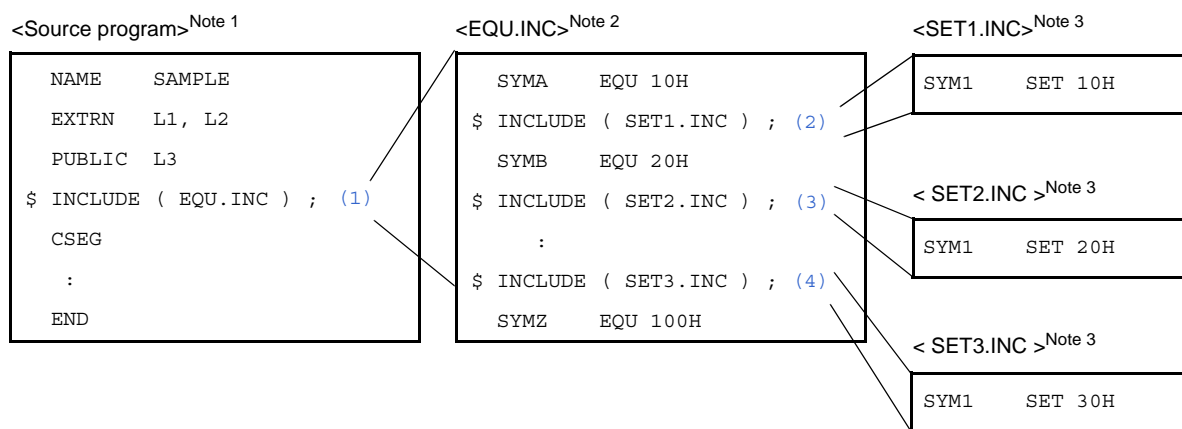 <Source program>Note 1
NAME SAMPLE
EXTRN L1, L2
PUBLIC L3
$ INCLUDE ( EQU.INC ) ; (1)
CSEG
:
END
<EQU.INC>Note 2
SYMA EQU 10H
$ INCLUDE ( SET1.INC ) ; (2)
SYMB EQU 20H
$ INCLUDE ( SET2.INC ) ; (3)
:
$ INCLUDE ( SET3.INC ) ; (4)
SYMZ EQU 100H
<SET1.INC>Note 3
SYM1 SET 10H
< SET2.INC >Note 3
SYM1 SET 20H
< SET3.INC >Note 3
SYM1 SET 30H